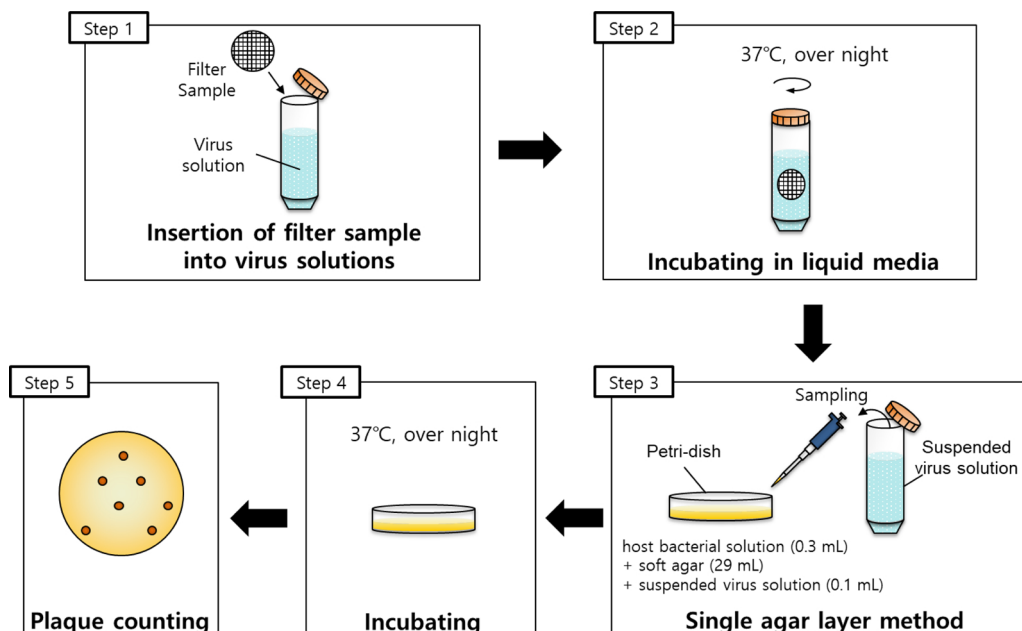 Step 1
Filter
Sample
Virus
solution
Insertion of filter sample
into virus solutions
Step 2
37℃, over night
Incubating in liquid media
Step 3
Sampling
Petri-dish
Suspended
virus solution
host bacterial solution (0.3 mL)
+ soft agar (29 mL)
+ suspended virus solution (0.1 mL)
Single agar layer method
Step 4
37℃, over night
Incubating
Step 5
Plaque counting